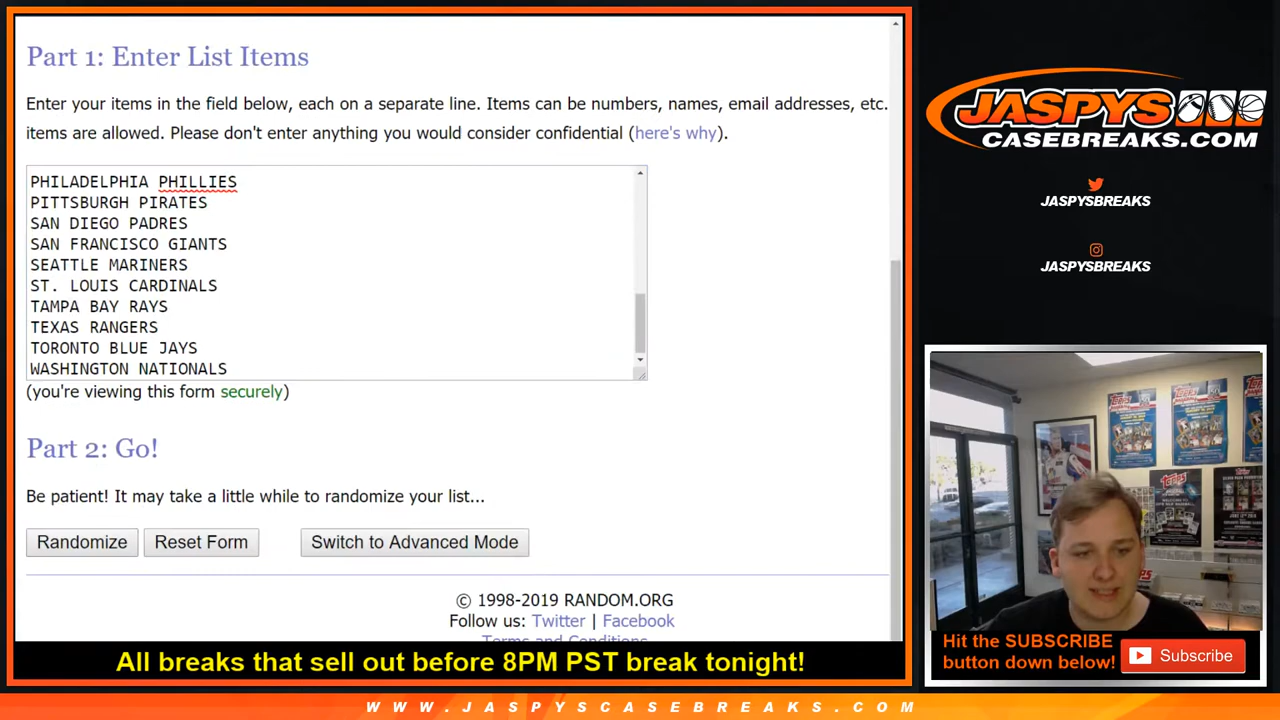 Part 1: Enter List Items
Enter your items in the field below, each on a separate line. Items can be numbers, names, email addresses, etc.
items are allowed. Please don't enter anything you would consider confidential (here's why).
PHILADELPHIA PHILLIES
PITTSBURGH PIRATES
SAN DIEGO PADRES
SAN FRANCISCO GIANTS
SEATTLE MARINERS
ST. LOUIS CARDINALS
TAMPA BAY RAYS
TEXAS RANGERS
TORONTO BLUE JAYS
WASHINGTON NATIONALS
(you're viewing this form securely)
Part 2: Go!
Be patient! It may take a little while to randomize your list...
Randomize
Reset Form
Switch to Advanced Mode
© 1998-2019 RANDOM.ORG
Follow us: Twitter | Facebook
Terms and Conditions
All breaks that sell out before 8PM PST break tonight!
JASPYS
CASEBREAKS.COM
JASPYSBREAKS
JASPYSBREAKS
TOPPS
TOPPS
Hit the SUBSCRIBE
button down below!
Subscribe
WWW.JASPYSCASEBREAKS.COM